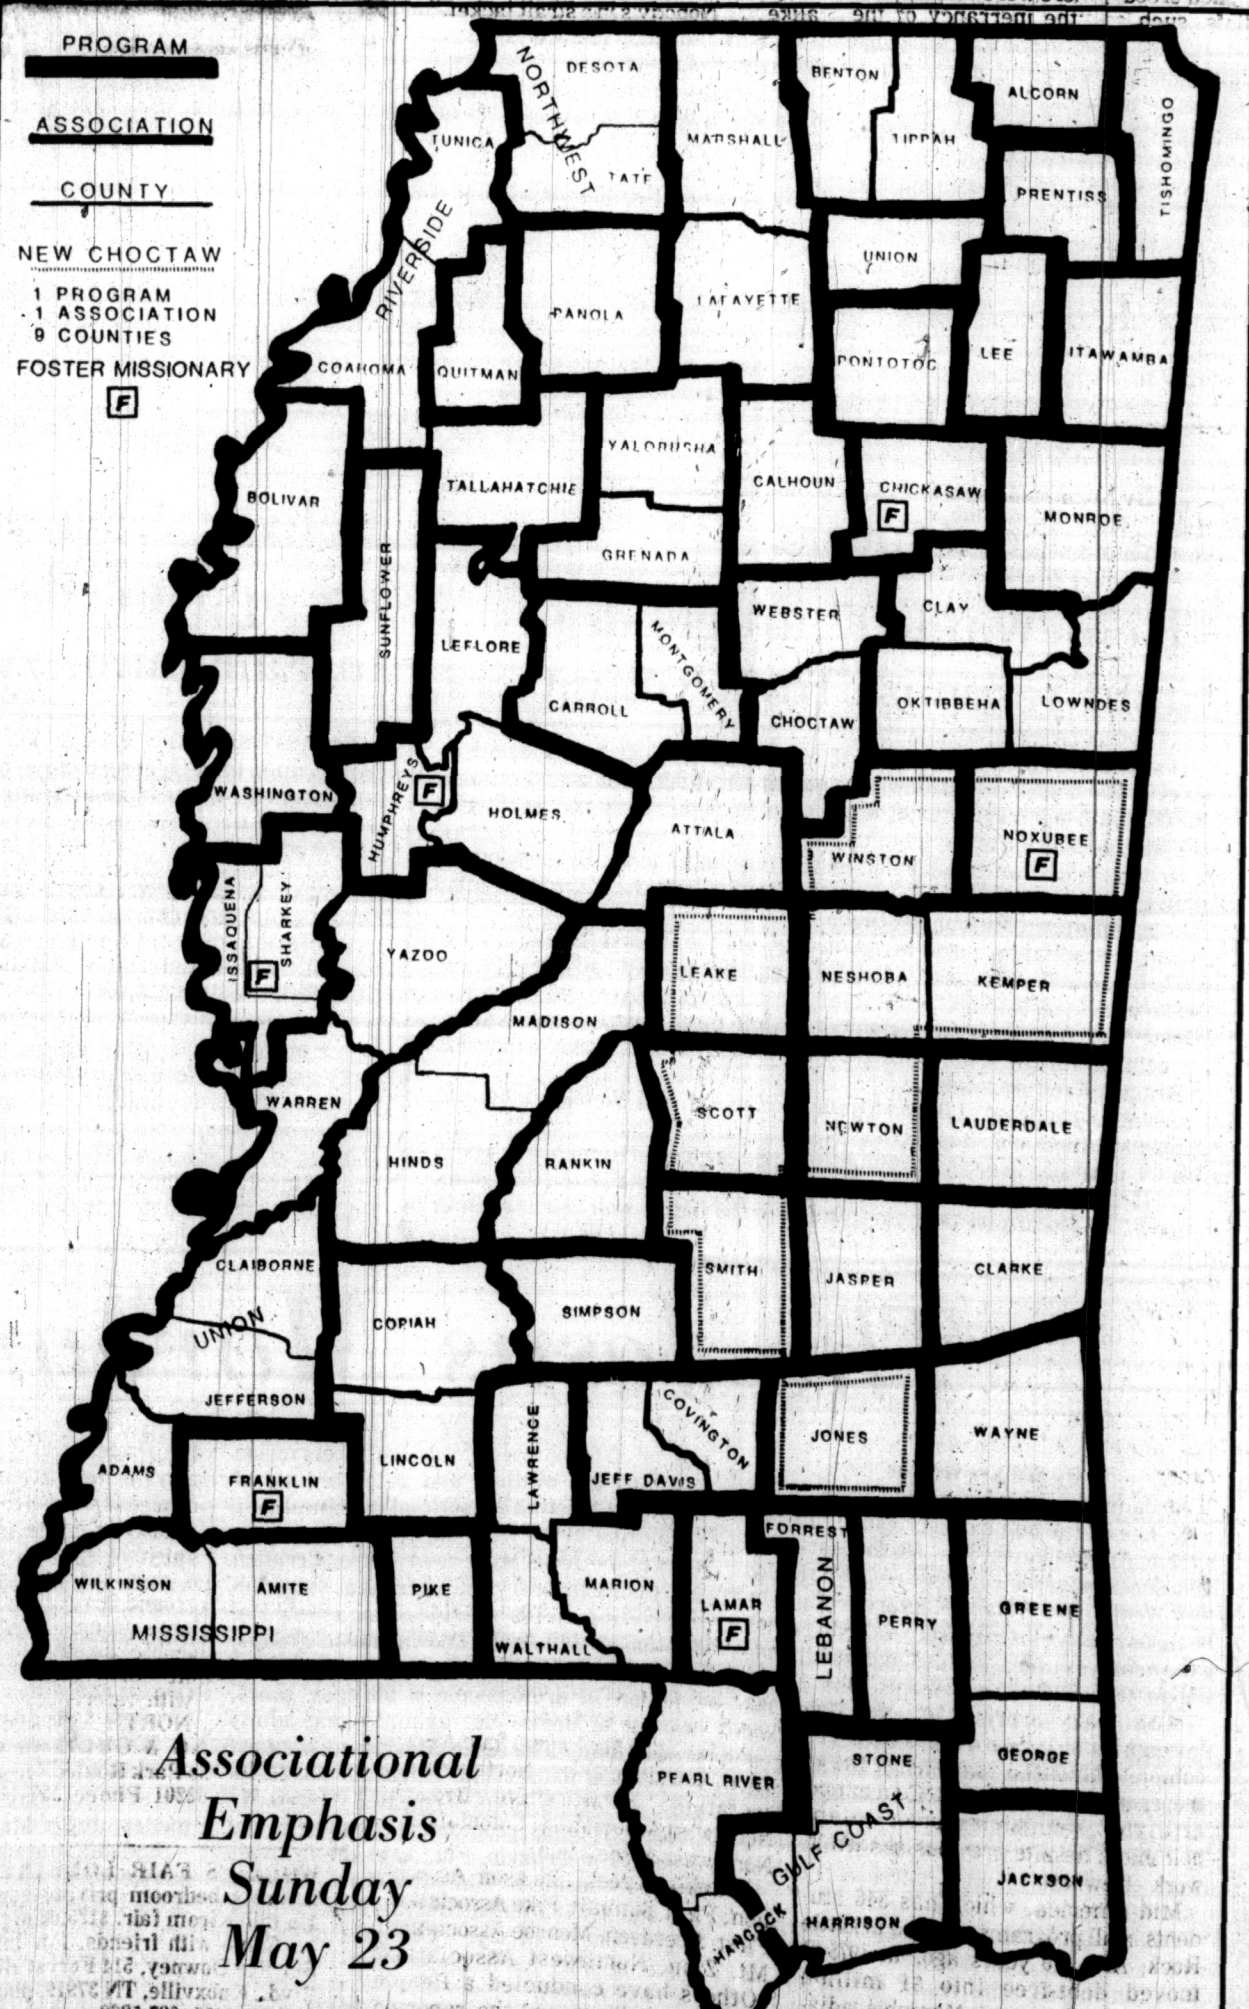 PROGRAM
ASSOCIATION
COUNTY
NEW CHOCTAW
1 PROGRAM
1 ASSOCIATION
9 COUNTIES
FOSTER MISSIONARY
F
NORTHWEST
DESOTA
TATE
TUNICA
MARSHALL
BENTON
TIPPAH
ALCORN
TISHOMINGO
PRENTISS
RIVERSIDE
COAHOMA
QUITMAN
PANOLA
LAFAYETTE
UNION
PONTOTOC
LEE
ITAWAMBA
BOLIVAR
SUNFLOWER
TALLAHATCHIE
YALOBUSHA
GRENADA
CALHOUN
CHICKASAW
F
MONROE
LEFLORE
CARROLL
MONTGOMERY
WEBSTER
CLAY
CHOCTAW
OKTIBBEHA
LOWNDES
WASHINGTON
HUMPHREYS
F
HOLMES
ATTALA
WINSTON
NOXUBEE
F
ISSAQUENA
SHARKEY
F
YAZOO
MADISON
LEAKE
NESHOBA
KEMPER
WARREN
HINDS
RANKIN
SCOTT
NEWTON
LAUDERDALE
CLAIBORNE
UNION
JEFFERSON
COPIAH
SIMPSON
SMITH
JASPER
CLARKE
ADAMS
FRANKLIN
F
LINCOLN
LAWRENCE
JEFF DAVIS
COVINGTON
JONES
WAYNE
WILKINSON
AMITE
MISSISSIPPI
PIKE
WALTHALL
MARION
LAMAR
F
FORREST
LEBANON
PERRY
GREENE
PEARL RIVER
STONE
GEORGE
GULF COAST
HANCOCK
HARRISON
JACKSON
Associational
Emphasis
Sunday
May 23